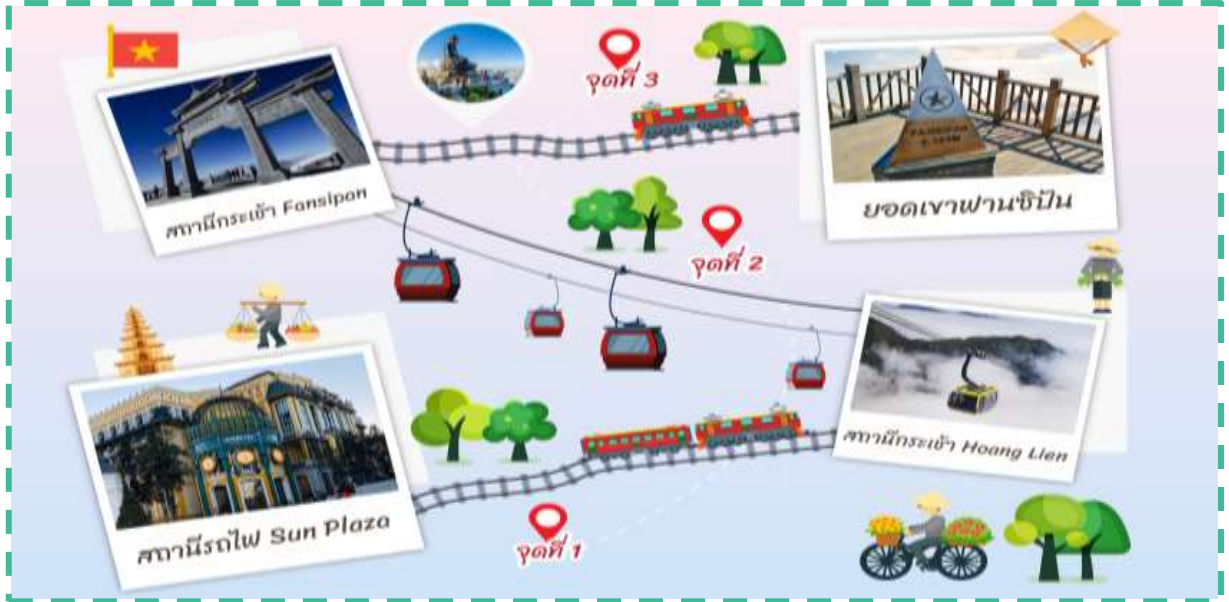 จุดที่ 3
สถานีกระเช้า Fansipan
FANSIPAN
3.143M
ยอดเขาฟานซิปัน
จุดที่ 2
สถานีกระเช้า Hoang Lien
สถานีรถไฟ Sun Plaza
จุดที่ 1